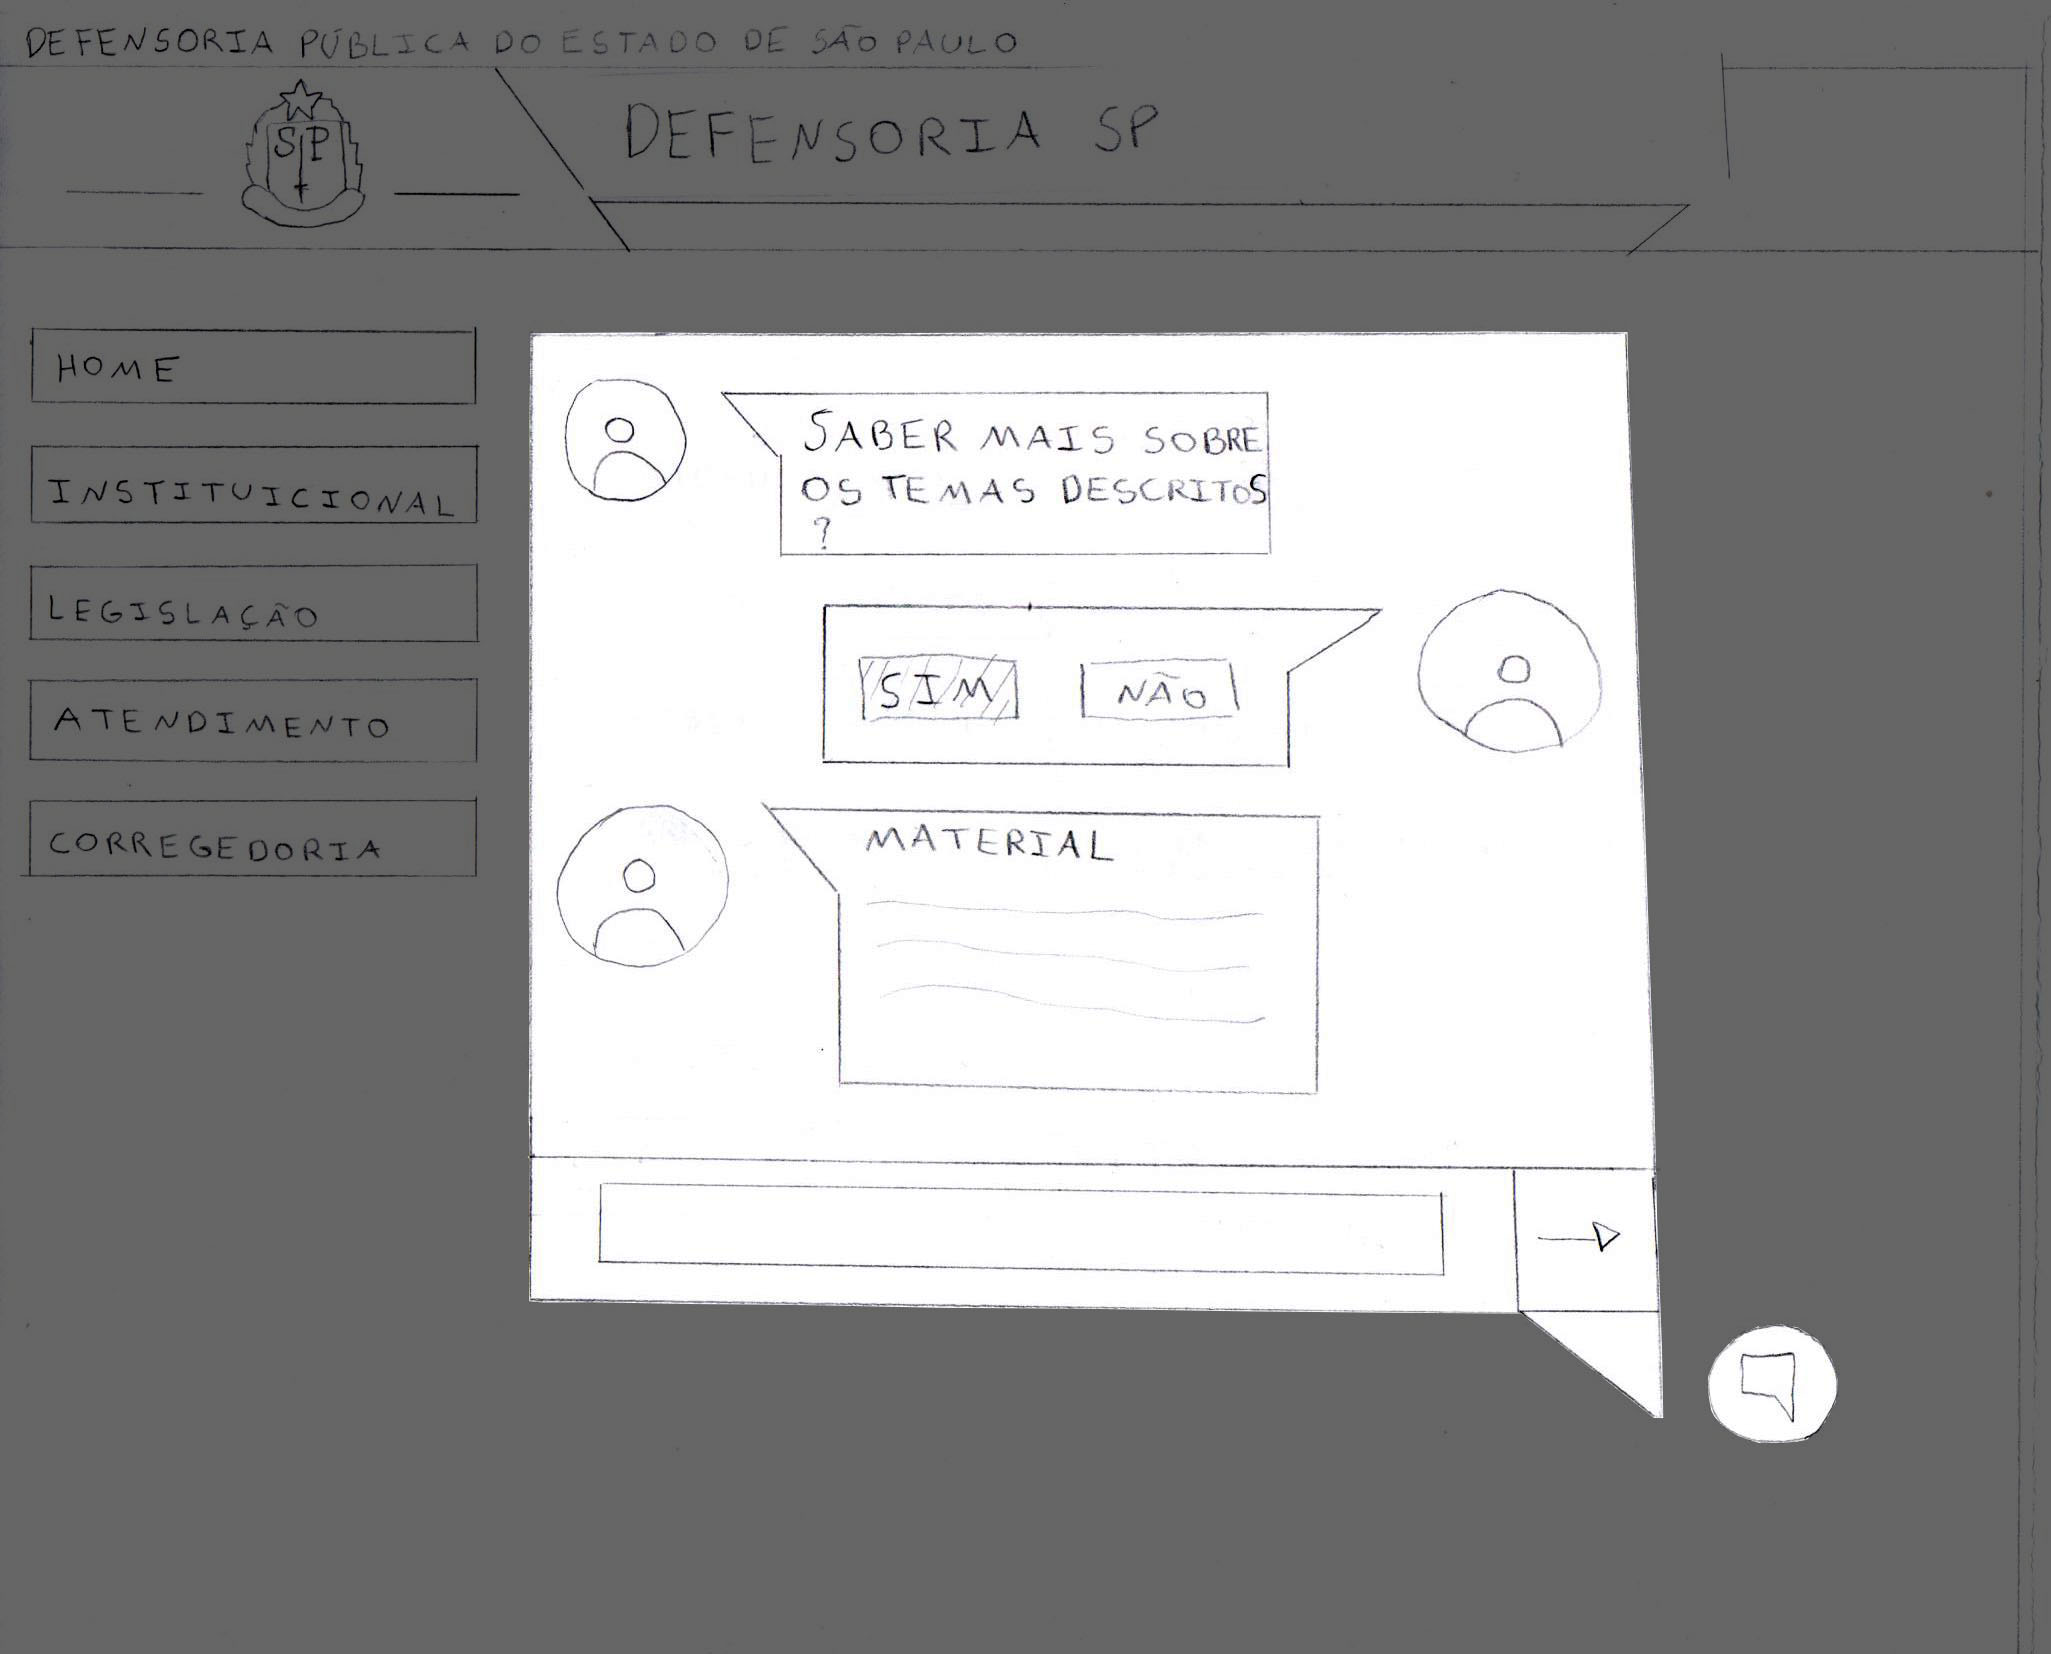 DEFENSORIA PÚBLICA DO ESTADO DE SÃO PAULO
SP
DEFENSORIA SP
HOME
INSTITUICIONAL
LEGISLAÇÃO
ATENDIMENTO
CORREGEDORIA
SABER MAIS SOBRE
OS TEMAS DESCRITOS
?
SIM NÃO
MATERIAL